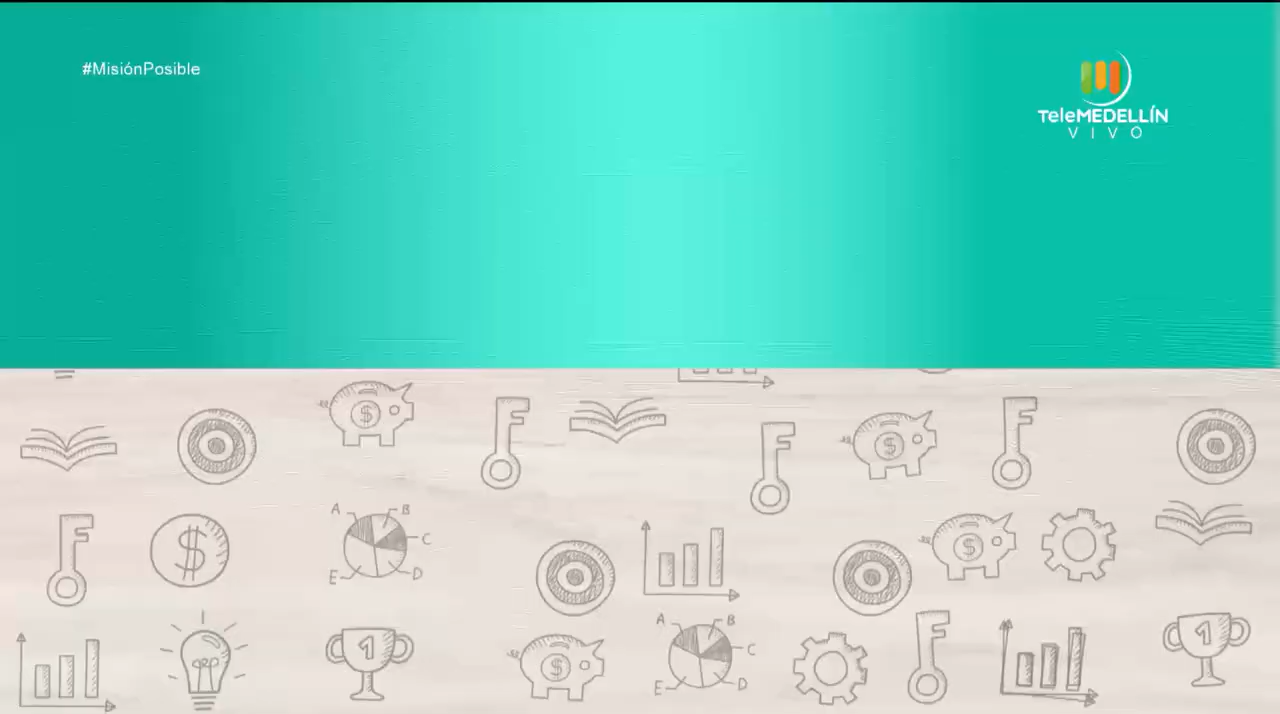 #MisiónPosible
TeleMEDELLÍN
VIVO
$
$
$
A B
C
E D
$
1
$
A B
C
E D
1